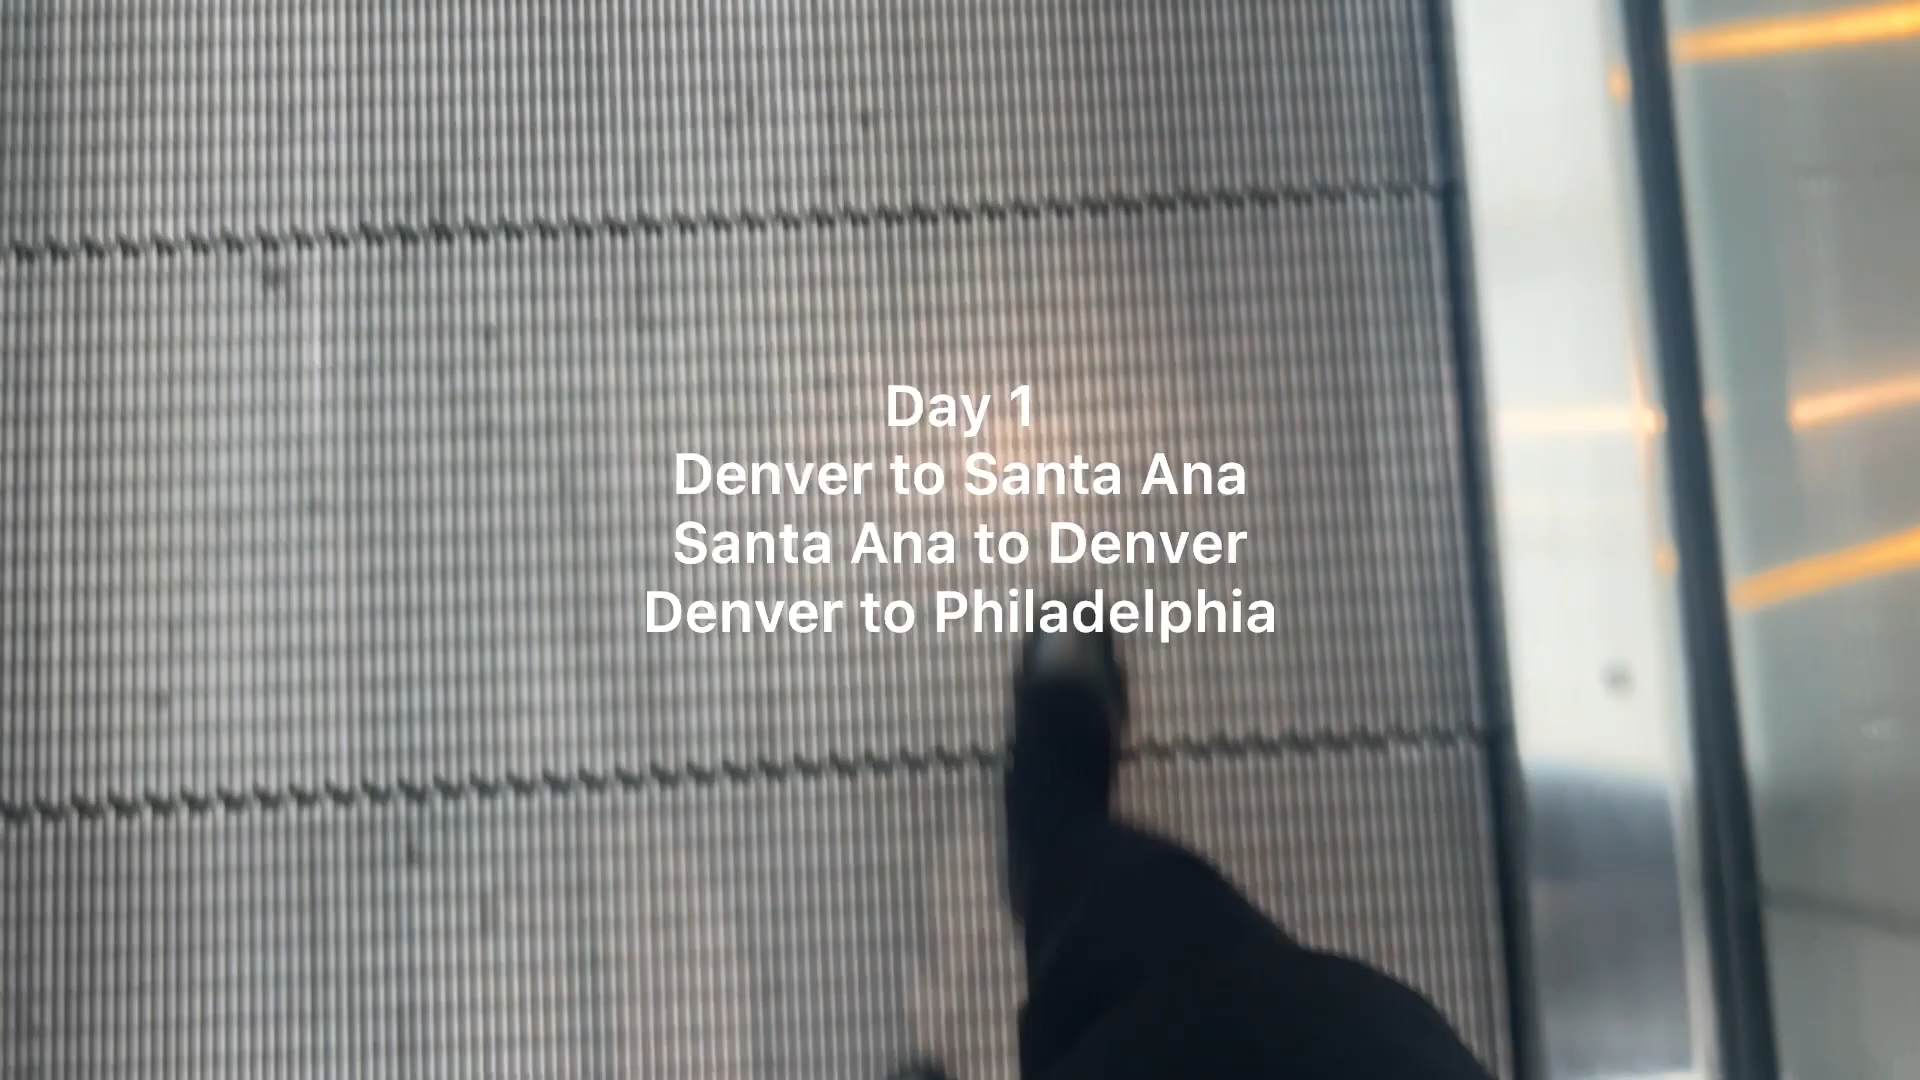 Day 1
Denver to Santa Ana
Santa Ana to Denver
Denver to Philadelphia